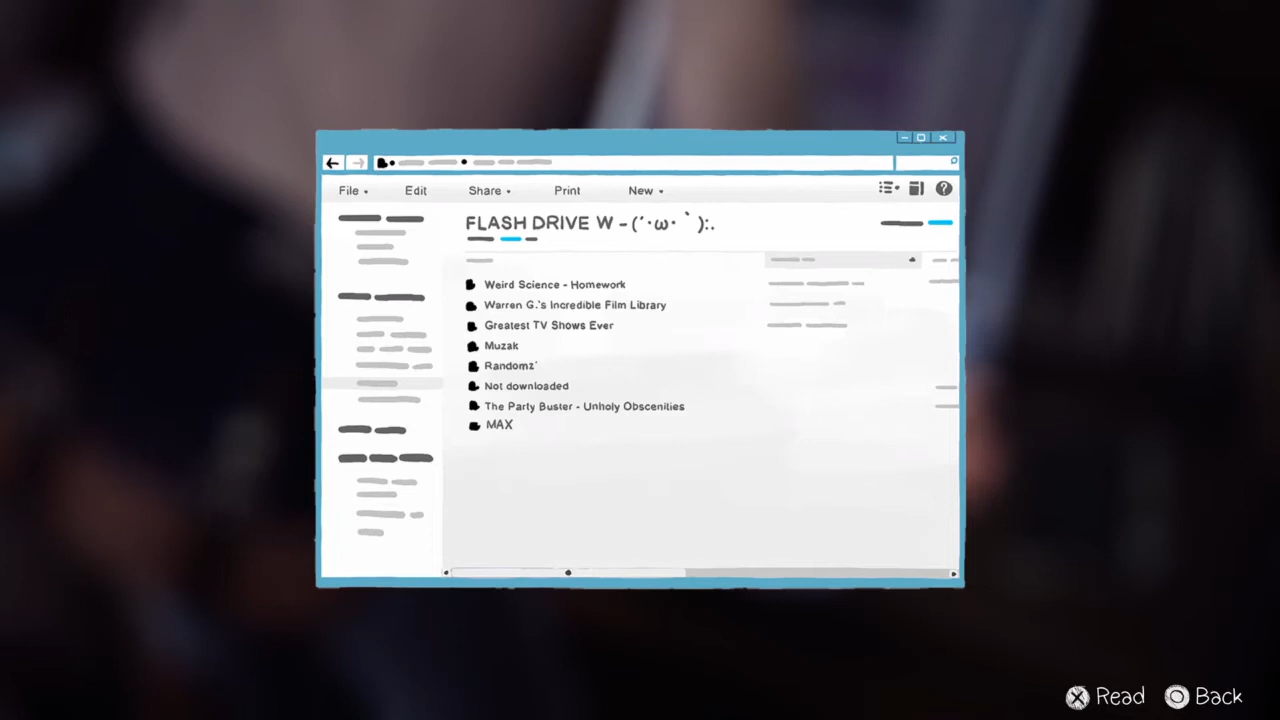 File Edit Share Print New
FLASH DRIVE W -(´･ω･｀):.
Weird Science - Homework
Warren G.'s Incredible Film Library
Greatest TV Shows Ever
Muzak
Randomz'
Not downloaded
The Party Buster - Unholy Obscenities
MAX
Read Back